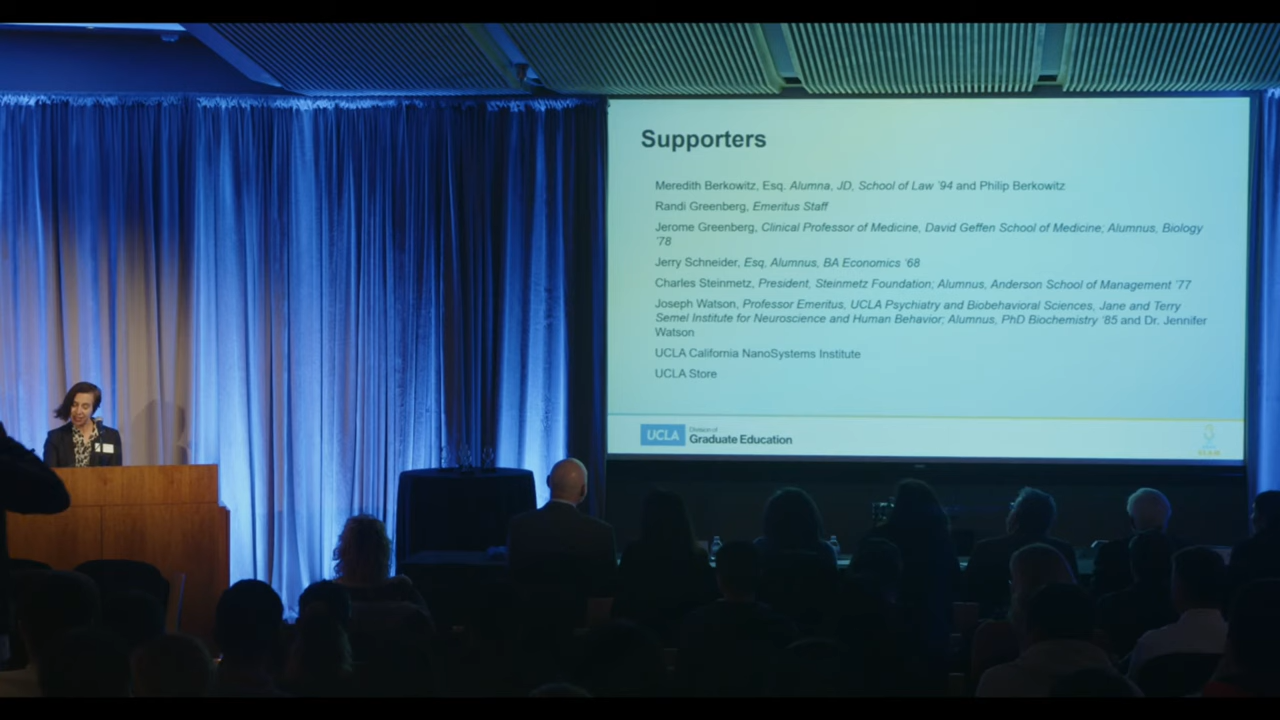 Supporters
Meredith Berkowitz, Esq. Alumna, JD, School of Law '94 and Philip Berkowitz
Randi Greenberg, Emeritus Staff
Jerome Greenberg, Clinical Professor of Medicine, David Geffen School of Medicine; Alumnus, Biology
'78
Jerry Schneider, Esq, Alumnus, BA Economics '68
Charles Steinmetz, President, Steinmetz Foundation; Alumnus, Anderson School of Management '77
Joseph Watson, Professor Emeritus, UCLA Psychiatry and Biobehavioral Sciences, Jane and Terry
Semel Institute for Neuroscience and Human Behavior; Alumnus, PhD Biochemistry '85 and Dr. Jennifer
Watson
UCLA California NanoSystems Institute
UCLA Store
UCLA
Division of
Graduate Education